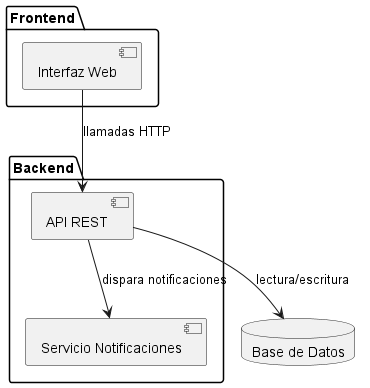 Frontend
Interfaz Web
llamadas HTTP
Backend
API REST
dispara notificaciones
lectura/escritura
Servicio Notificaciones
Base de Datos